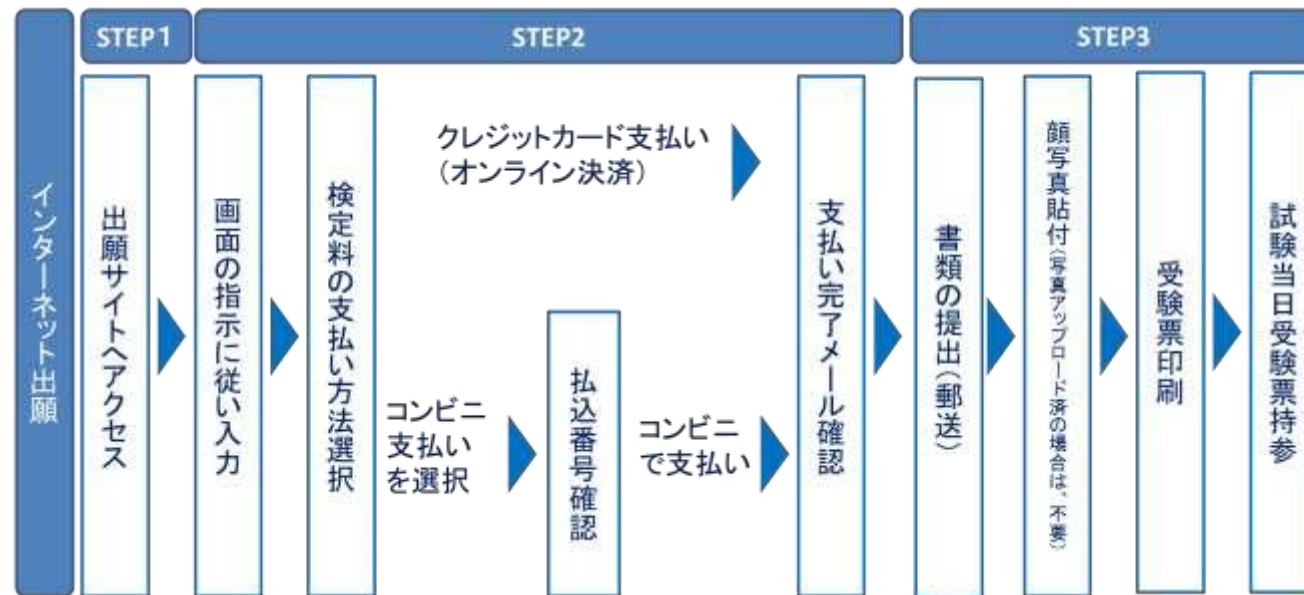 STEP1
STEP2
STEP3
インターネット出願
出願サイトへアクセス
画面の指示に従い入力
検定料の支払い方法選択
クレジットカード支払い
（オンライン決済）
コンビニ
支払い
を選択
払込番号確認
コンビニ
で支払い
支払い完了メール確認
書類の提出（郵送）
顔写真貼付（写真アップロード済の場合は、不要）
受験票印刷
試験当日受験票持参